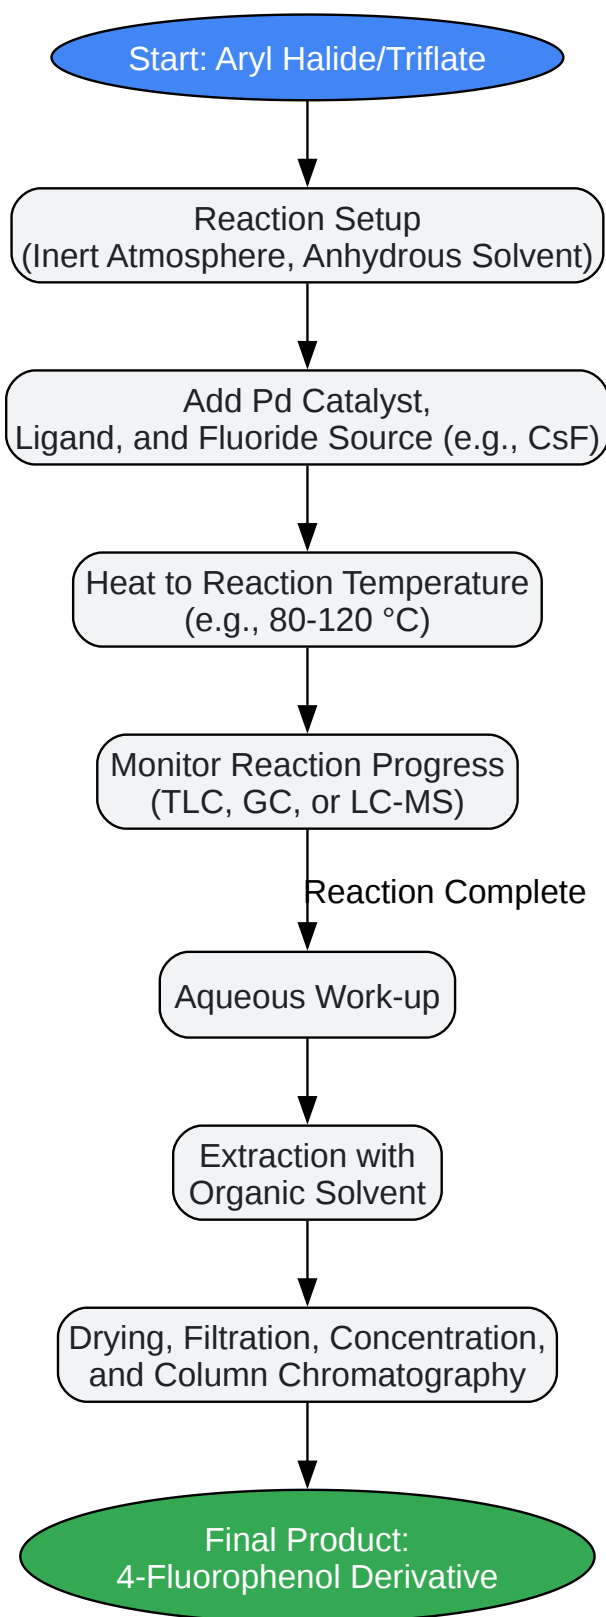 Start: Aryl Halide/Triflate
Reaction Setup
(Inert Atmosphere, Anhydrous Solvent)
Add Pd Catalyst,
Ligand, and Fluoride Source (e.g., CsF)
Heat to Reaction Temperature
(e.g., 80-120 °C)
Monitor Reaction Progress
(TLC, GC, or LC-MS)
Reaction Complete
Aqueous Work-up
Extraction with
Organic Solvent
Drying, Filtration, Concentration,
and Column Chromatography
Final Product:
4-Fluorophenol Derivative